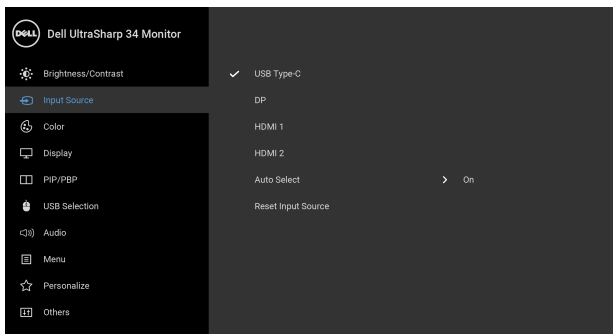 DELL Dell UltraSharp 34 Monitor
Brightness/Contrast
Input Source
Color
Display
PIP/PBP
USB Selection
Audio
Menu
Personalize
Others
USB Type-C
DP
HDMI 1
HDMI 2
Auto Select > On
Reset Input Source